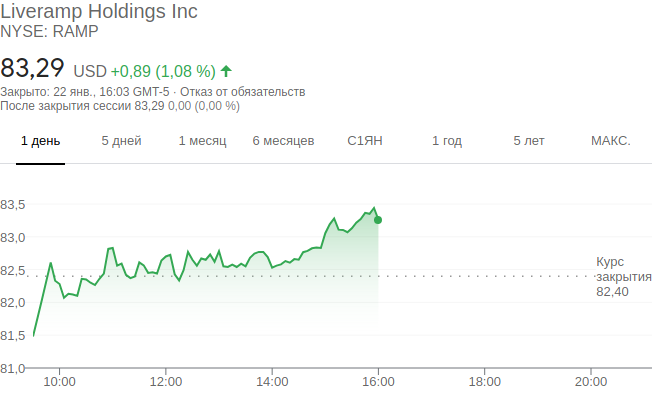 Liveramp Holdings Inc
NYSE: RAMP
83,29 USD +0,89 (1,08 %)
Закрыто: 22 янв., 16:03 GMT-5 · Отказ от обязательств
После закрытия сессии 83,29 0,00 (0,00 %)
1 день 5 дней 1 месяц 6 месяцев С1ЯН 1 год 5 лет МАКС.
83,5
83,0
Курс
82,5
закрытия
82,40
82,0
81,5
81,0
10:00 12:00 14:00 16:00 18:00 20:00